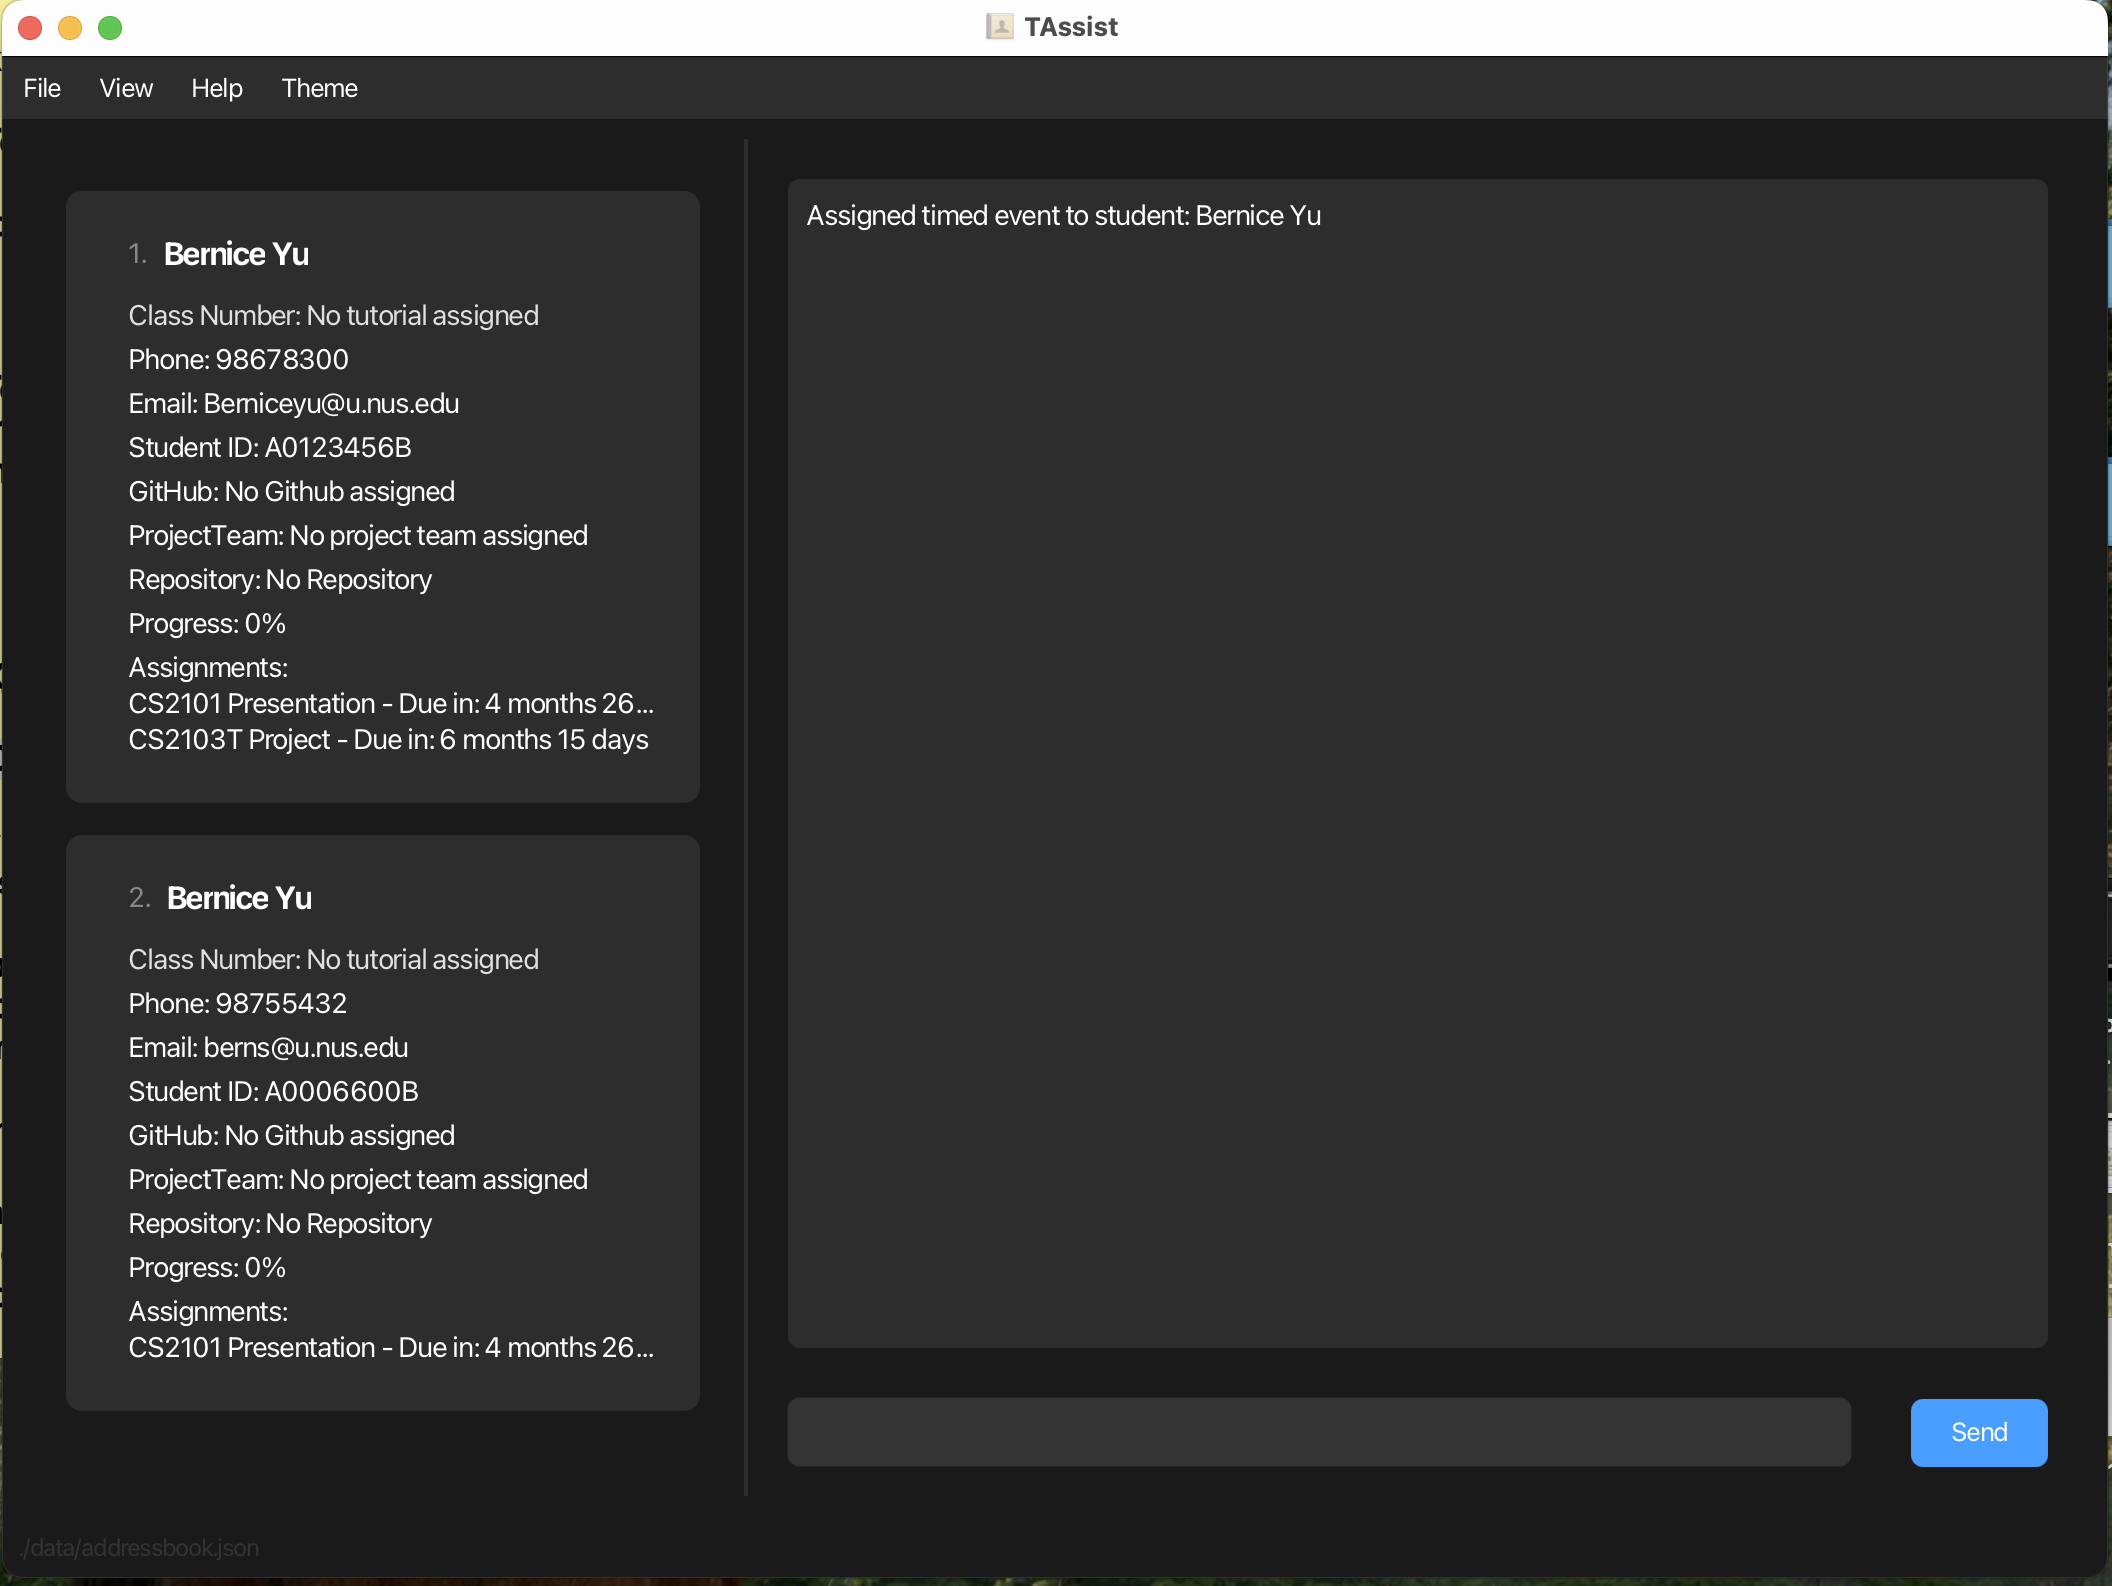 TAssist
File View Help Theme
1. Bernice Yu
Class Number: No tutorial assigned
Phone: 98678300
Email: Berniceyu@u.nus.edu
Student ID: A0123456B
GitHub: No Github assigned
ProjectTeam: No project team assigned
Repository: No Repository
Progress: 0%
Assignments:
CS2101 Presentation - Due in: 4 months 26...
CS2103T Project - Due in: 6 months 15 days
2. Bernice Yu
Class Number: No tutorial assigned
Phone: 98755432
Email: berns@u.nus.edu
Student ID: A0006600B
GitHub: No Github assigned
ProjectTeam: No project team assigned
Repository: No Repository
Progress: 0%
Assignments:
CS2101 Presentation - Due in: 4 months 26...
Assigned timed event to student: Bernice Yu
Send
./data/addressbook.json